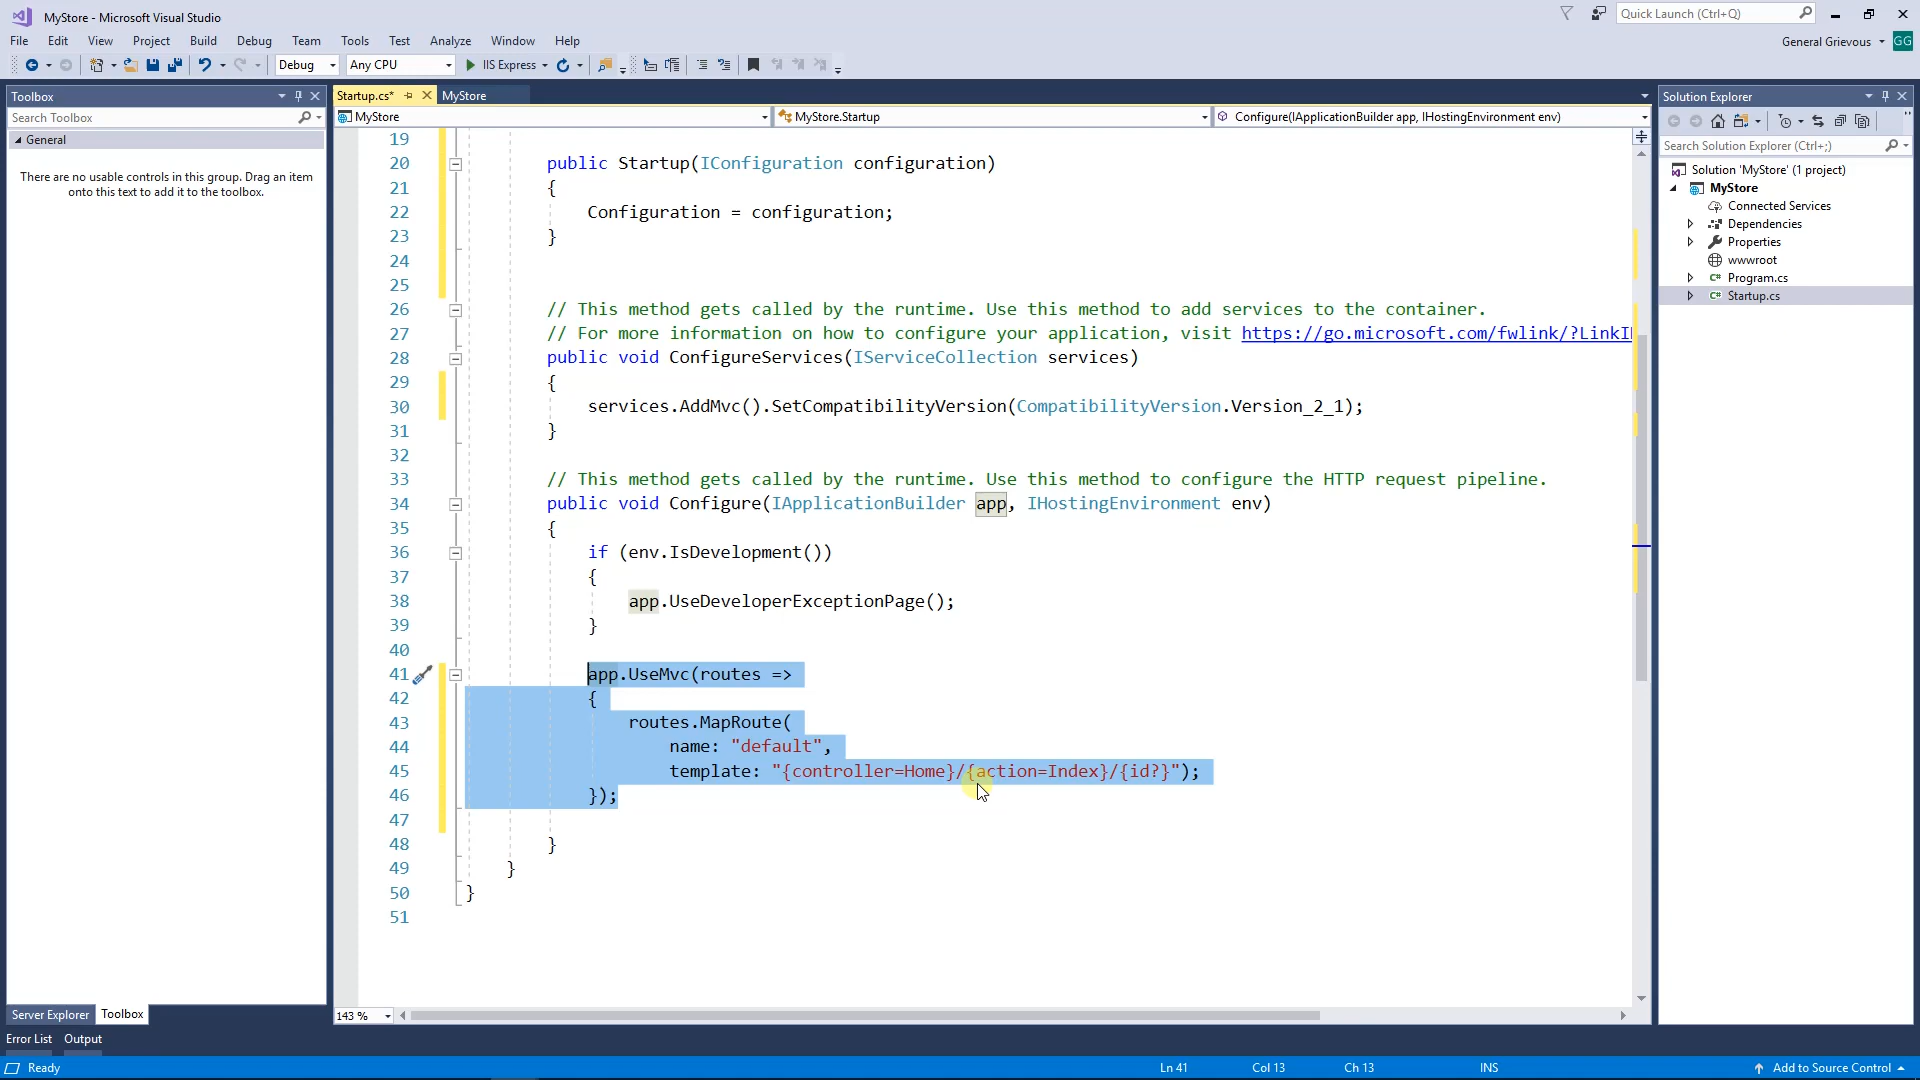 MyStore - Microsoft Visual Studio
Quick Launch (Ctrl+Q)
File Edit View Project Build Debug Team Tools Test Analyze Window Help
General Grievous GG
Debug Any CPU IIS Express
Toolbox
Search Toolbox
General
There are no usable controls in this group. Drag an item
onto this text to add it to the toolbox.
Server Explorer Toolbox
Startup.cs* MyStore
MyStore MyStore.Startup Configure(IApplicationBuilder app, IHostingEnvironment env)
19
20 public Startup(IConfiguration configuration)
21 {
22 Configuration = configuration;
23 }
24
25
26 // This method gets called by the runtime. Use this method to add services to the container.
27 // For more information on how to configure your application, visit https://go.microsoft.com/fwlink/?LinkI
28 public void ConfigureServices(IServiceCollection services)
29 {
30 services.AddMvc().SetCompatibilityVersion(CompatibilityVersion.Version_2_1);
31 }
32
33 // This method gets called by the runtime. Use this method to configure the HTTP request pipeline.
34 public void Configure(IApplicationBuilder app, IHostingEnvironment env)
35 {
36 if (env.IsDevelopment())
37 {
38 app.UseDeveloperExceptionPage();
39 }
40
41 app.UseMvc(routes =>
42 {
43 routes.MapRoute(
44 name: "default",
45 template: "{controller=Home}/{action=Index}/{id?}");
46 });
47
48 }
49 }
50 }
51
143 %
Solution Explorer
Search Solution Explorer (Ctrl+;)
Solution 'MyStore' (1 project)
MyStore
Connected Services
Dependencies
Properties
wwwroot
C# Program.cs
C# Startup.cs
Error List Output
Ready Ln 41 Col 13 Ch 13 INS Add to Source Control